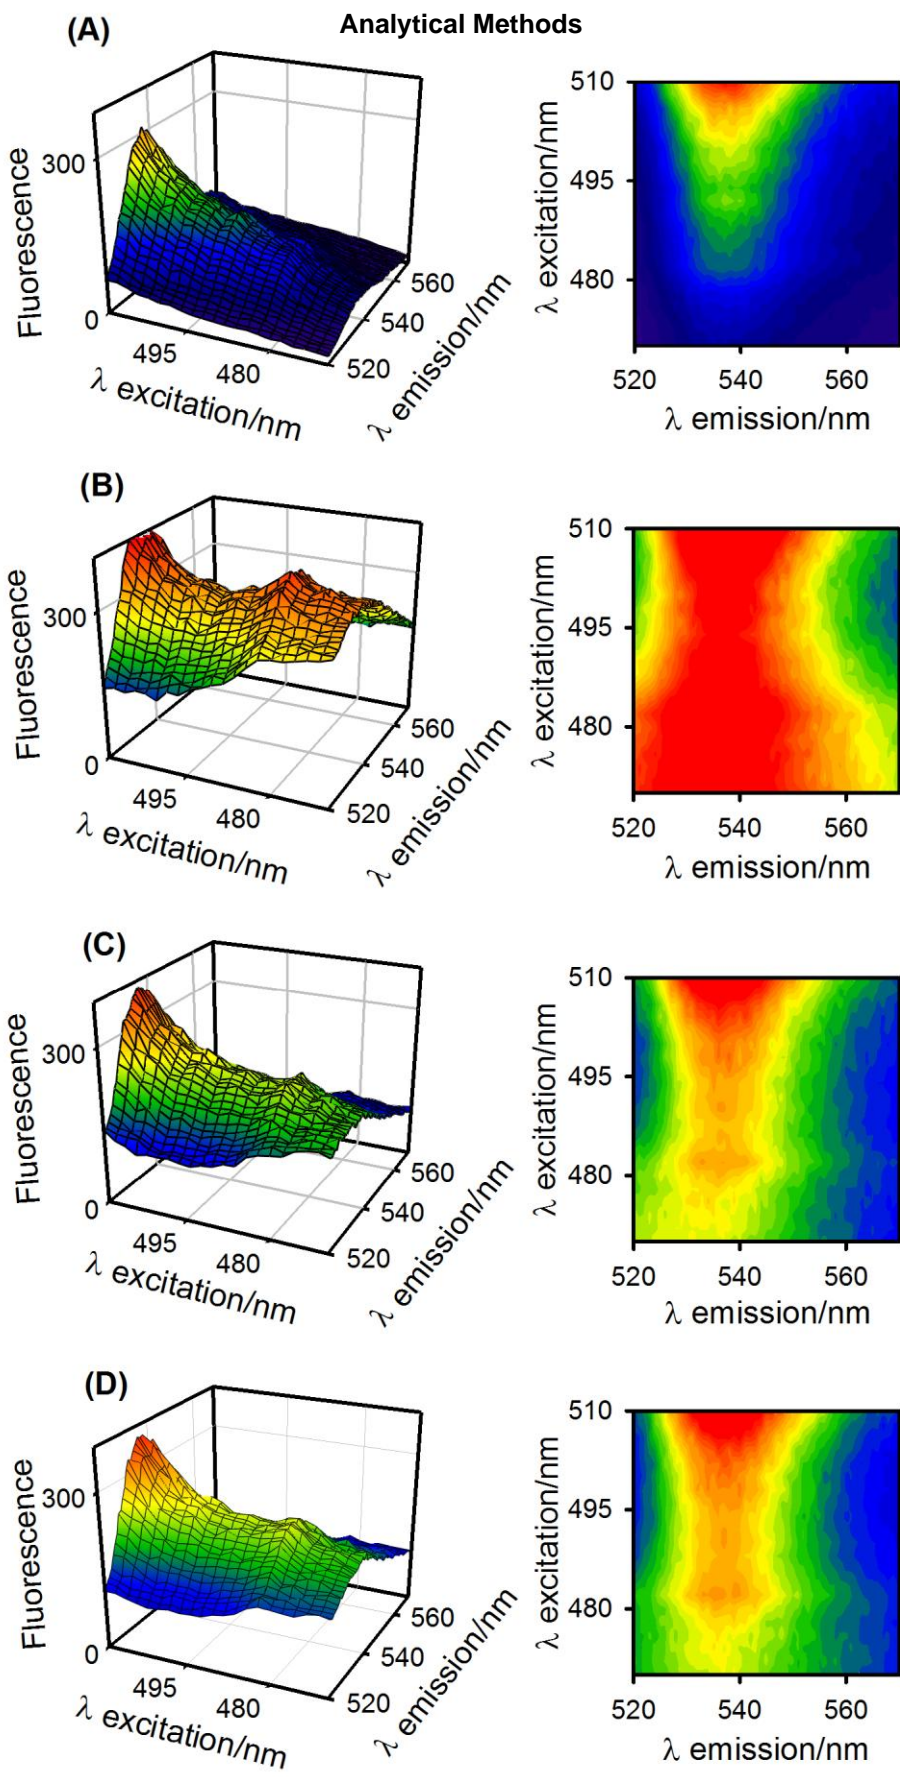 Analytical Methods
(A)
Fluorescence
300
0
495
480
λ excitation/nm
520
540
560
λ emission/nm
λ excitation/nm
510
495
480
520
540
560
λ emission/nm
(B)
Fluorescence
300
0
495
480
λ excitation/nm
520
540
560
λ emission/nm
λ excitation/nm
510
495
480
520
540
560
λ emission/nm
(C)
Fluorescence
300
0
495
480
λ excitation/nm
520
540
560
λ emission/nm
λ excitation/nm
510
495
480
520
540
560
λ emission/nm
(D)
Fluorescence
300
0
495
480
λ excitation/nm
520
540
560
λ emission/nm
λ excitation/nm
510
495
480
520
540
560
λ emission/nm